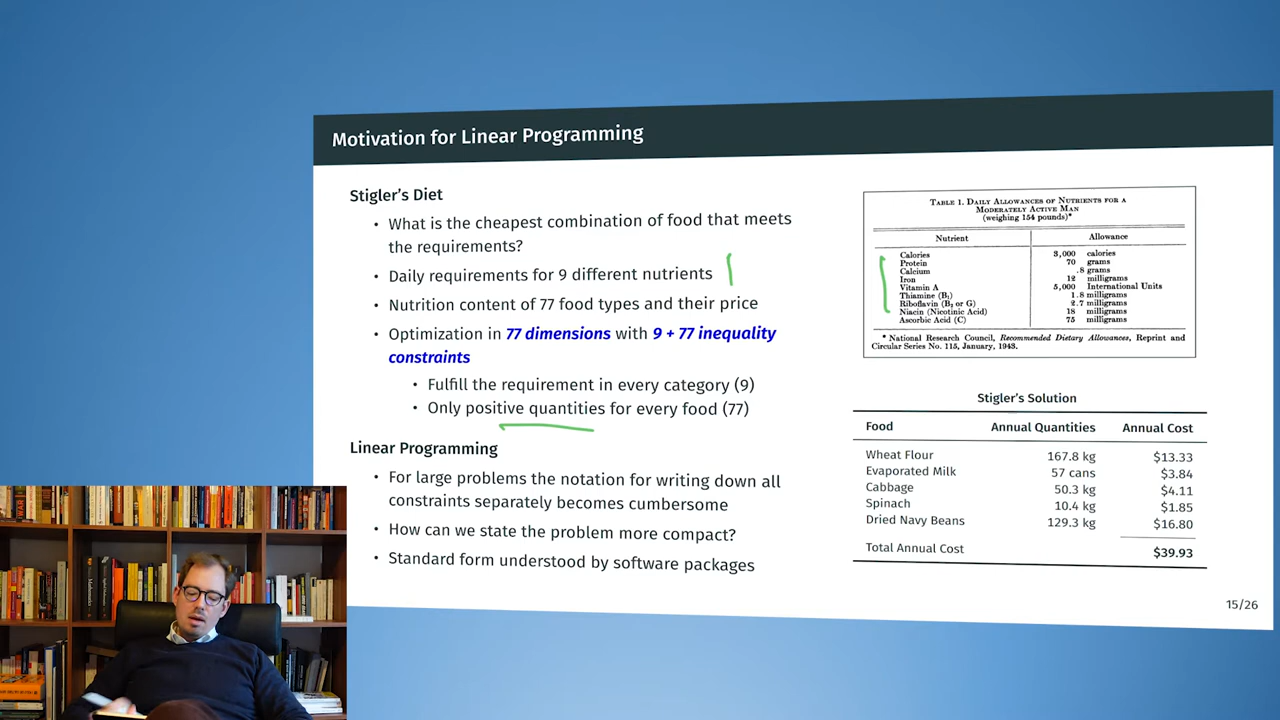 Motivation for Linear Programming
Stigler's Diet
• What is the cheapest combination of food that meets
the requirements?
• Daily requirements for 9 different nutrients
• Nutrition content of 77 food types and their price
• Optimization in 77 dimensions with 9 + 77 inequality
constraints
• Fulfill the requirement in every category (9)
• Only positive quantities for every food (77)
Linear Programming
• For large problems the notation for writing down all
constraints separately becomes cumbersome
• How can we state the problem more compact?
• Standard form understood by software packages
TABLE 1. DAILY ALLOWANCES OF NUTRIENTS FOR A
MODERATELY ACTIVE MAN
(weighing 154 pounds)*
Nutrient Allowance
Calories 3,000 calories
Protein 70 grams
Calcium .8 grams
Iron 12 milligrams
Vitamin A 5,000 International Units
Thiamine (B1) 1.8 milligrams
Riboflavin (B2 or G) 2.7 milligrams
Niacin (Nicotinic Acid) 18 milligrams
Ascorbic Acid (C) 75 milligrams
* National Research Council, Recommended Dietary Allowances, Reprint and
Circular Series No. 115, January, 1943.
Stigler's Solution
Food Annual Quantities Annual Cost
Wheat Flour 167.8 kg $13.33
Evaporated Milk 57 cans $3.84
Cabbage 50.3 kg $4.11
Spinach 10.4 kg $1.85
Dried Navy Beans 129.3 kg $16.80
Total Annual Cost $39.93
15/26